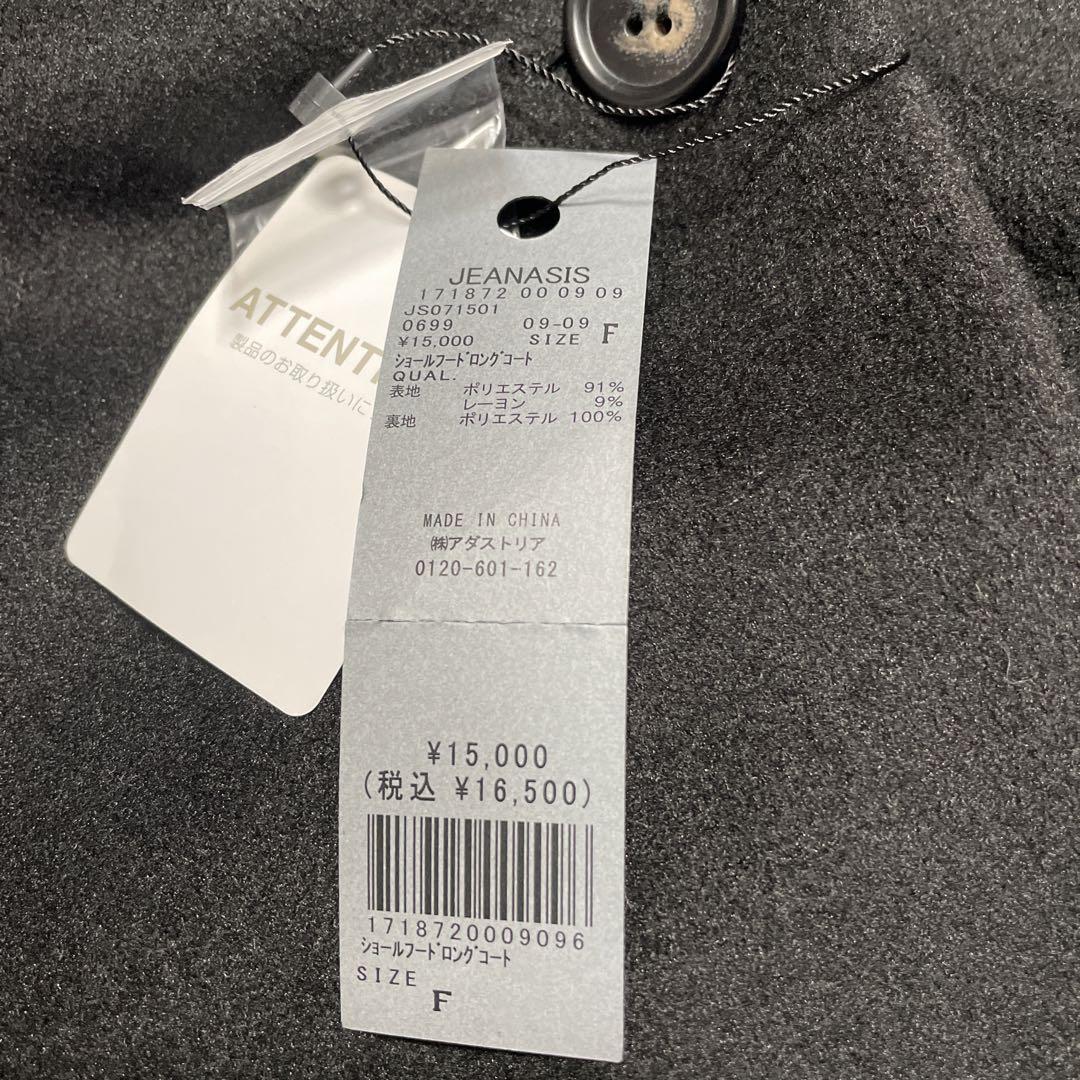 ATTENT
製品のお取り扱いに
JEANASIS
171872 00 09 09
JS071501
0699 09-09
¥15,000 SIZE F
ｼｮｰﾙﾌｰﾄﾞﾛﾝｸﾞｺｰﾄ
QUAL.
表地 ポリエステル 91%
レーヨン 9%
裏地 ポリエステル 100%
MADE IN CHINA
㈱アダストリア
0120-601-162
¥15,000
(税込 ¥16,500)
1718720009096
ｼｮｰﾙﾌｰﾄﾞﾛﾝｸﾞｺｰﾄ
SIZE
F